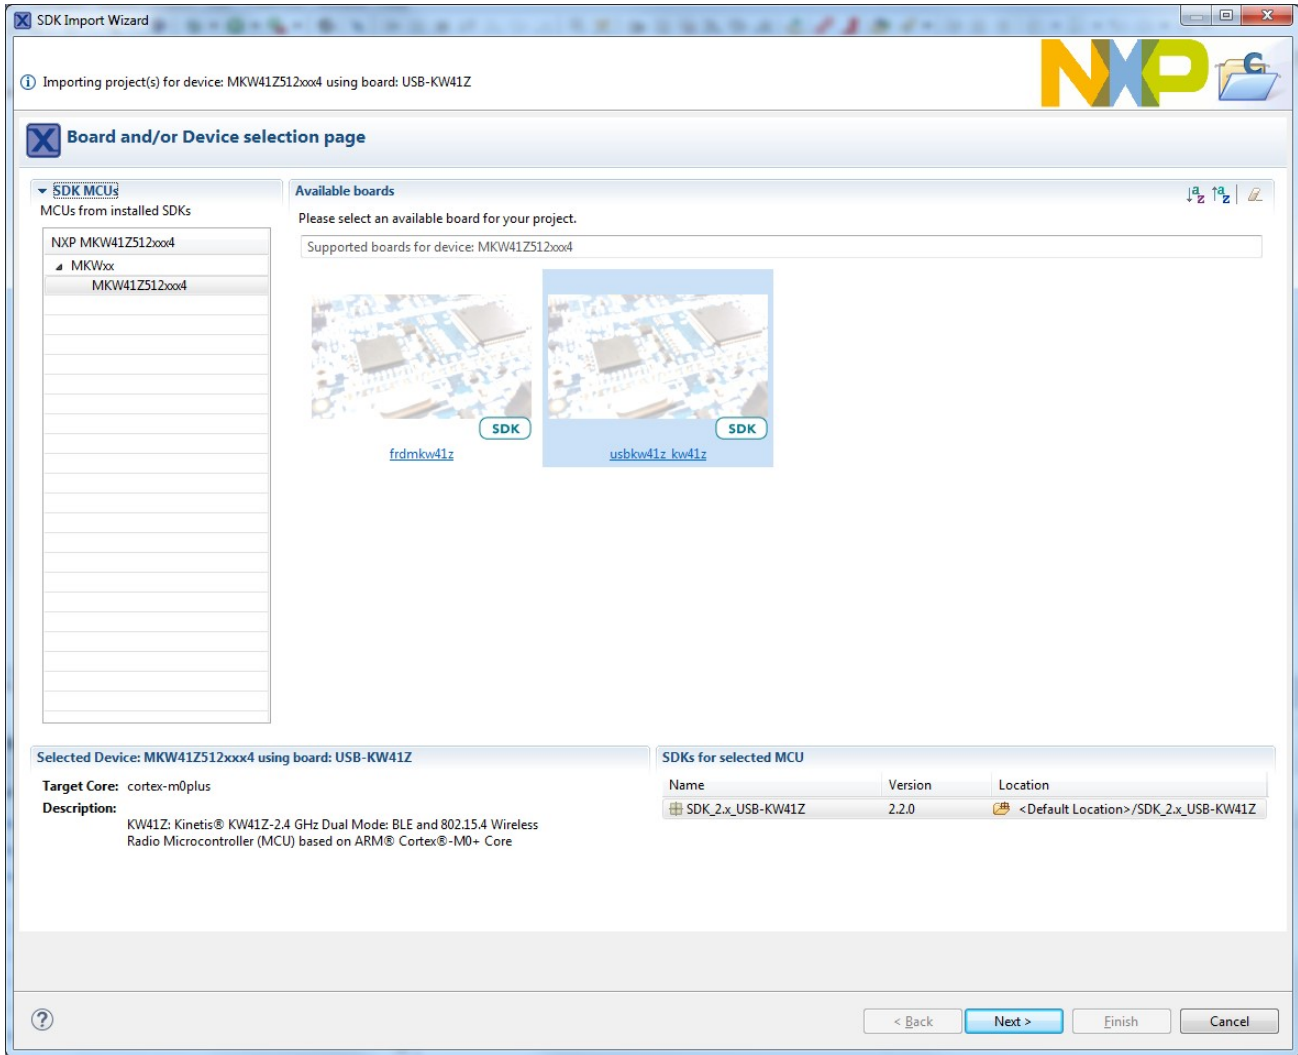 SDK Import Wizard
Importing project(s) for device: MKW41Z512xxx4 using board: USB-KW41Z
NXP
C
Board and/or Device selection page
SDK MCUs
MCUs from installed SDKs
NXP MKW41Z512xxx4
MKWxx
MKW41Z512xxx4
Available boards
Please select an available board for your project.
Supported boards for device: MKW41Z512xxx4
SDK
frdmkw41z
SDK
usbkw41z_kw41z
Selected Device: MKW41Z512xxx4 using board: USB-KW41Z
Target Core: cortex-m0plus
Description:
KW41Z: Kinetis® KW41Z-2.4 GHz Dual Mode: BLE and 802.15.4 Wireless
Radio Microcontroller (MCU) based on ARM® Cortex®-M0+ Core
SDKs for selected MCU
Name Version Location
SDK_2.x_USB-KW41Z 2.2.0 <Default Location>/SDK_2.x_USB-KW41Z
< Back Next > Finish Cancel